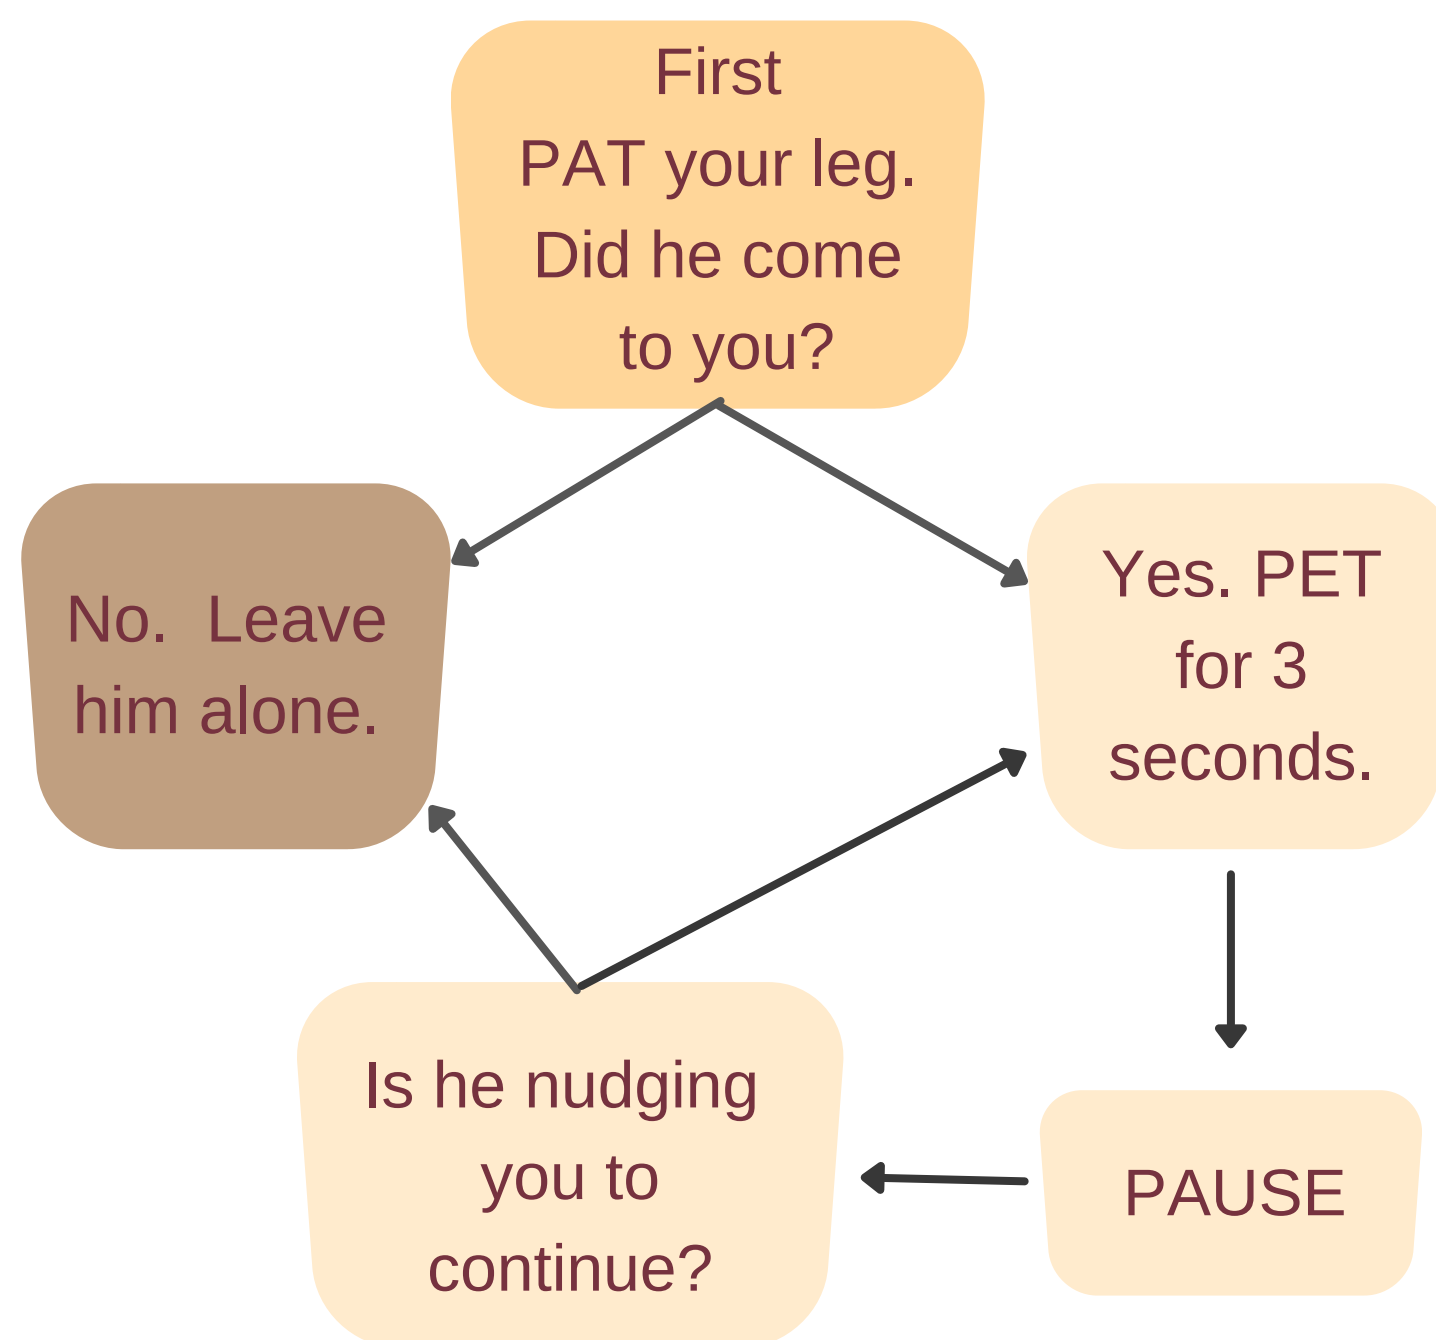 First
PAT your leg.
Did he come
to you?
No.  Leave
him alone.
Yes. PET
for 3
seconds.
PAUSE
Is he nudging
you to
continue?